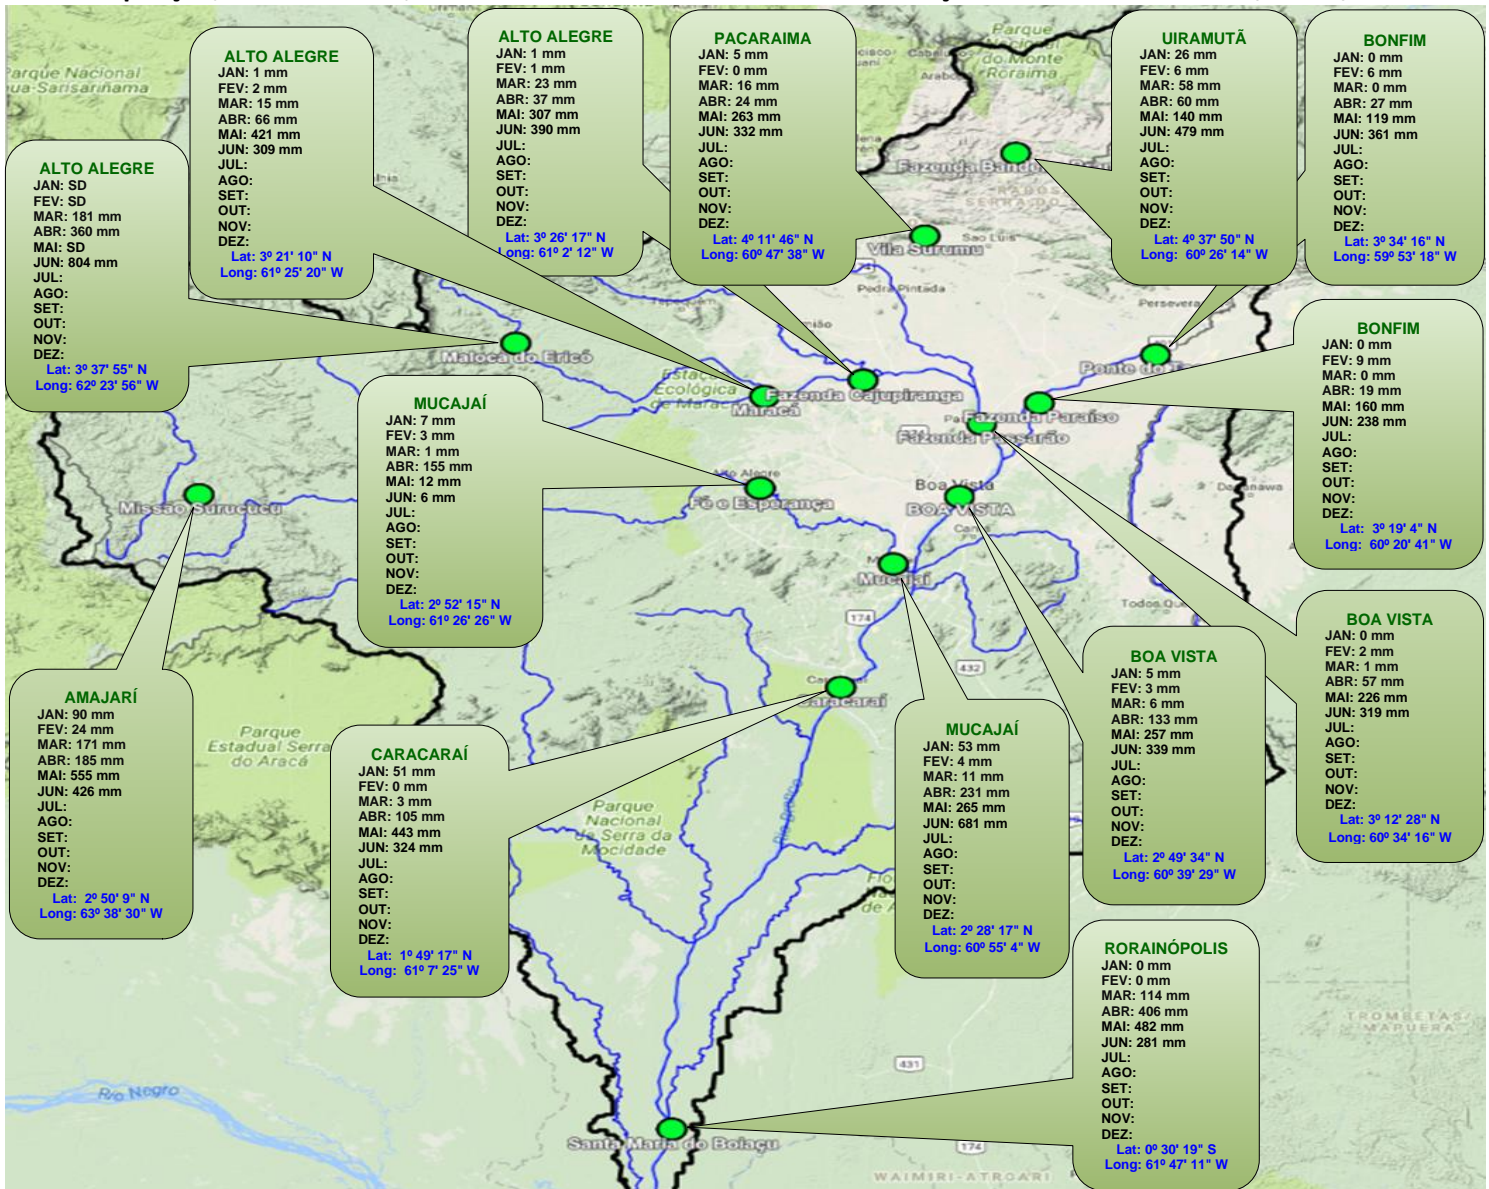 ALTO ALEGRE
JAN: SD
FEV: SD
MAR: 181 mm
ABR: 360 mm
MAI: SD
JUN: 804 mm
JUL:
AGO:
SET:
OUT:
NOV:
DEZ:
Lat: 3º 37' 55" N
Long: 62º 23' 56" W
ALTO ALEGRE
JAN: 1 mm
FEV: 2 mm
MAR: 15 mm
ABR: 66 mm
MAI: 421 mm
JUN: 309 mm
JUL:
AGO:
SET:
OUT:
NOV:
DEZ:
Lat: 3º 21' 10" N
Long: 61º 25' 20" W
ALTO ALEGRE
JAN: 1 mm
FEV: 1 mm
MAR: 23 mm
ABR: 37 mm
MAI: 307 mm
JUN: 390 mm
JUL:
AGO:
SET:
OUT:
NOV:
DEZ:
Lat: 3º 26' 17" N
Long: 61º 2' 12" W
PACARAIMA
JAN: 5 mm
FEV: 0 mm
MAR: 16 mm
ABR: 24 mm
MAI: 263 mm
JUN: 332 mm
JUL:
AGO:
SET:
OUT:
NOV:
DEZ:
Lat: 4º 11' 46" N
Long: 60º 47' 38" W
UIRAMUTÃ
JAN: 26 mm
FEV: 6 mm
MAR: 58 mm
ABR: 60 mm
MAI: 140 mm
JUN: 479 mm
JUL:
AGO:
SET:
OUT:
NOV:
DEZ:
Lat: 4º 37' 50" N
Long: 60º 26' 14" W
BONFIM
JAN: 0 mm
FEV: 6 mm
MAR: 0 mm
ABR: 27 mm
MAI: 119 mm
JUN: 361 mm
JUL:
AGO:
SET:
OUT:
NOV:
DEZ:
Lat: 3º 34' 16" N
Long: 59º 53' 18" W
BONFIM
JAN: 0 mm
FEV: 9 mm
MAR: 0 mm
ABR: 19 mm
MAI: 160 mm
JUN: 238 mm
JUL:
AGO:
SET:
OUT:
NOV:
DEZ:
Lat: 3º 19' 4" N
Long: 60º 20' 41" W
MUCAJAÍ
JAN: 7 mm
FEV: 3 mm
MAR: 1 mm
ABR: 155 mm
MAI: 12 mm
JUN: 6 mm
JUL:
AGO:
SET:
OUT:
NOV:
DEZ:
Lat: 2º 52' 15" N
Long: 61º 26' 26" W
AMAJARÍ
JAN: 90 mm
FEV: 24 mm
MAR: 171 mm
ABR: 185 mm
MAI: 555 mm
JUN: 426 mm
JUL:
AGO:
SET:
OUT:
NOV:
DEZ:
Lat: 2º 50' 9" N
Long: 63º 38' 30" W
CARACARAÍ
JAN: 51 mm
FEV: 0 mm
MAR: 3 mm
ABR: 105 mm
MAI: 443 mm
JUN: 324 mm
JUL:
AGO:
SET:
OUT:
NOV:
DEZ:
Lat: 1º 49' 17" N
Long: 61º 7' 25" W
MUCAJAÍ
JAN: 53 mm
FEV: 4 mm
MAR: 11 mm
ABR: 231 mm
MAI: 265 mm
JUN: 681 mm
JUL:
AGO:
SET:
OUT:
NOV:
DEZ:
Lat: 2º 28' 17" N
Long: 60º 55' 4" W
BOA VISTA
JAN: 5 mm
FEV: 3 mm
MAR: 6 mm
ABR: 133 mm
MAI: 257 mm
JUN: 339 mm
JUL:
AGO:
SET:
OUT:
NOV:
DEZ:
Lat: 2º 49' 34" N
Long: 60º 39' 29" W
BOA VISTA
JAN: 0 mm
FEV: 2 mm
MAR: 1 mm
ABR: 57 mm
MAI: 226 mm
JUN: 319 mm
JUL:
AGO:
SET:
OUT:
NOV:
DEZ:
Lat: 3º 12' 28" N
Long: 60º 34' 16" W
RORAINÓPOLIS
JAN: 0 mm
FEV: 0 mm
MAR: 114 mm
ABR: 406 mm
MAI: 482 mm
JUN: 281 mm
JUL:
AGO:
SET:
OUT:
NOV:
DEZ:
Lat: 0º 30' 19" S
Long: 61º 47' 11" W
Parque Nacional
Parque
Nacional
do Monte
Roraima
Vila Surumu
Sao Luis
Pedra Pintada
Maloca do Ericó
Ecológica
de Maracá
Maracá
Fazenda Cajupiranga
Fazenda Paraíso
Fazenda Passarão
Ponte do
Alto Alegre
Fé e Esperança
Boa Vista
BOA VISTA
Mucajaí
Missão Surucucu
174
432
Caracaraí
Parque
Estadual Serra
do Aracá
Parque
Nacional
da Serra da
Mocidade
Rio Branco
Rio Negro
431
174
Santa Maria do Boiaçu
TROMBETAS/
MAPUERA
WAIMIRI-ATROARI